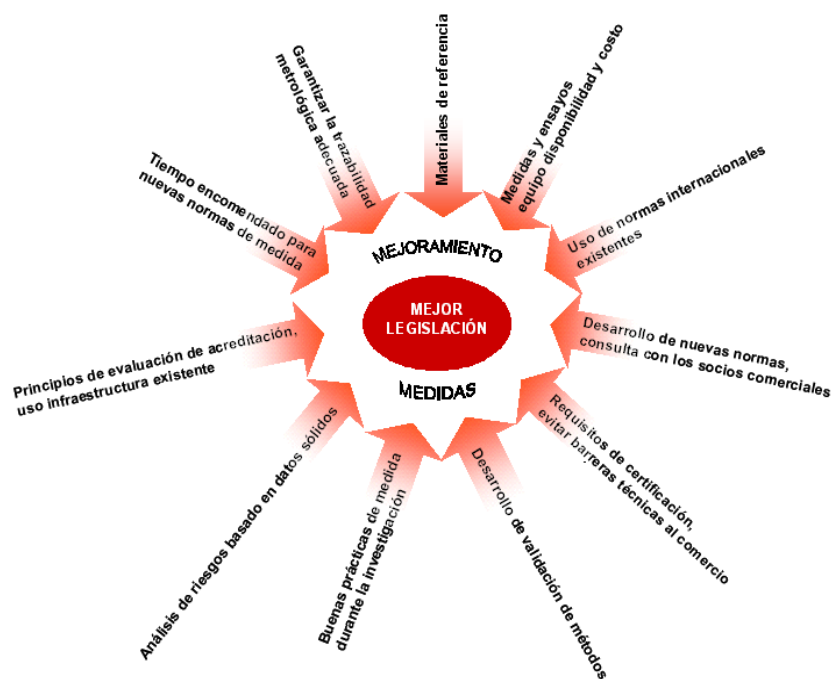 Materiales de referencia
Medidas y ensayos
equipo disponibilidad y costo
Uso de normas internacionales
existentes
Desarrollo de nuevas normas,
consulta con los socios comerciales
Requisitos de certificación,
evitar barreras técnicas al comercio
Desarrollo de validación de métodos
Buenas prácticas de medida
durante la investigación
Análisis de riesgos basado en datos sólidos
Principios de evaluación de acreditación,
uso infraestructura existente
Tiempo encomendado para
nuevas normas de medida
Garantizar la trazabilidad
metrológica adecuada
MEJORAMIENTO
MEJOR
LEGISLACIÓN
MEDIDAS